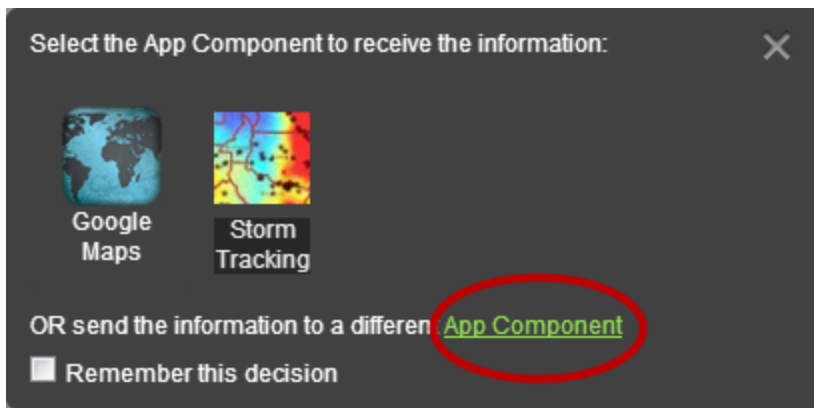 Select the App Component to receive the information:
Google
Maps
Storm
Tracking
OR send the information to a different App Component
Remember this decision